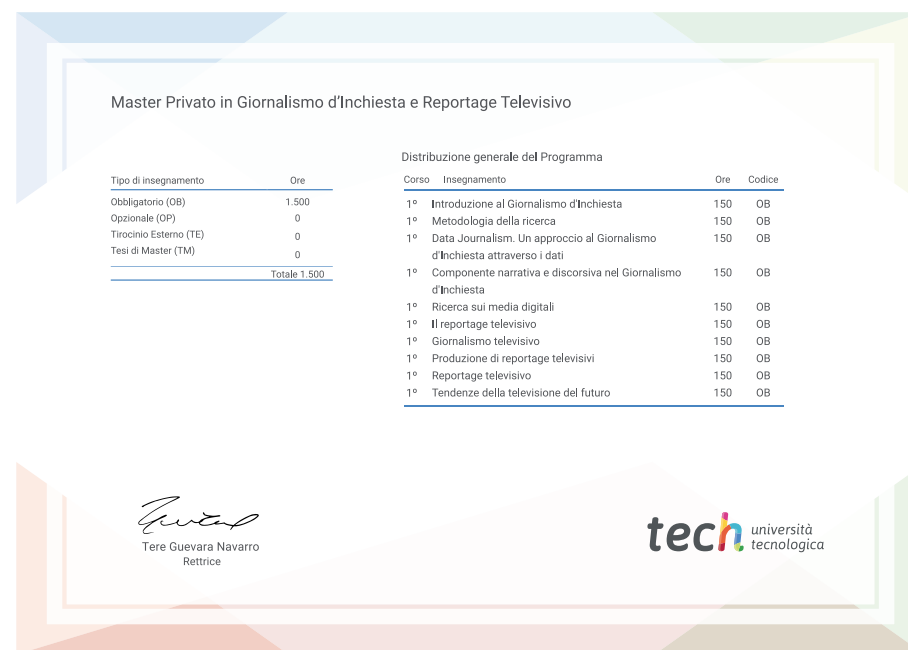 Master Privato in Giornalismo d'Inchiesta e Reportage Televisivo
Tipo di insegnamento Ore
Obbligatorio (OB) 1.500
Opzionale (OP) 0
Tirocinio Esterno (TE) 0
Tesi di Master (TM) 0
Totale 1.500
Distribuzione generale del Programma
Corso Insegnamento Ore Codice
1º Introduzione al Giornalismo d'Inchiesta 150 OB
1º Metodologia della ricerca 150 OB
1º Data Journalism. Un approccio al Giornalismo 150 OB
d'Inchiesta attraverso i dati
1º Componente narrativa e discorsiva nel Giornalismo 150 OB
d'Inchiesta
1º Ricerca sui media digitali 150 OB
1º Il reportage televisivo 150 OB
1º Giornalismo televisivo 150 OB
1º Produzione di reportage televisivi 150 OB
1º Reportage televisivo 150 OB
1º Tendenze della televisione del futuro 150 OB
Tere Guevara Navarro
Rettrice
tech università
tecnologica